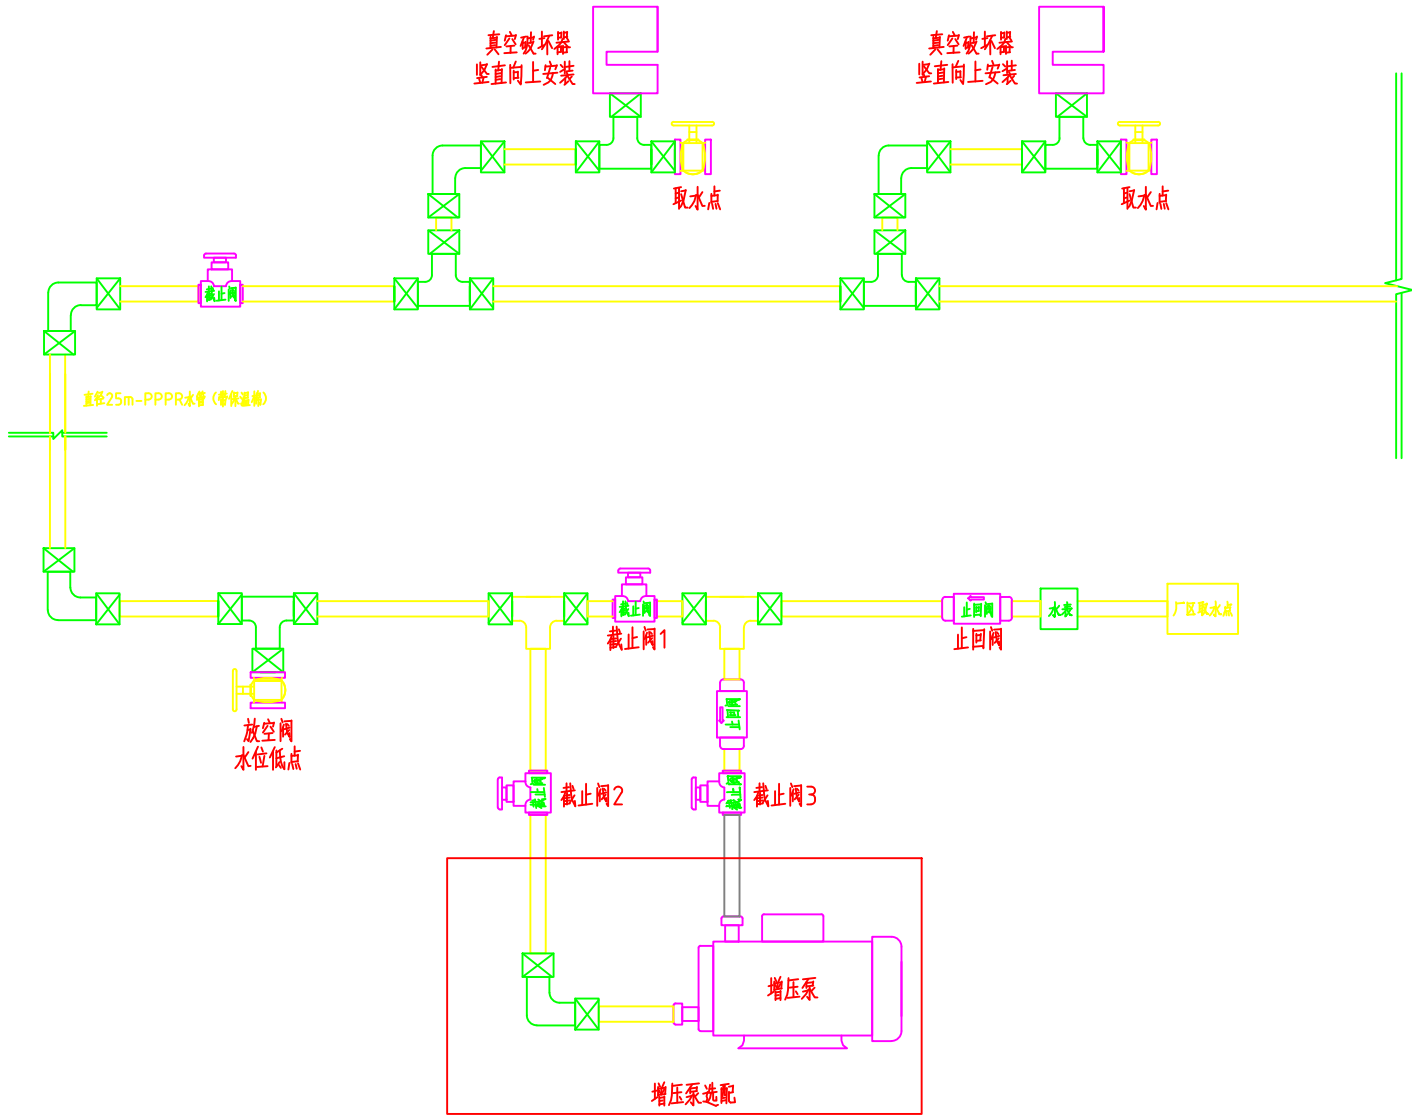 真空破坏器
竖直向上安装
真空破坏器
竖直向上安装
取水点
取水点
截止阀
直径25m-PPPR水管（带保温棉）
截止阀
截止阀1
止回阀
止回阀
水表
厂区取水点
放空阀
水位低点
止回阀
截止阀
截止阀2
截止阀
截止阀3
增压泵
增压泵选配